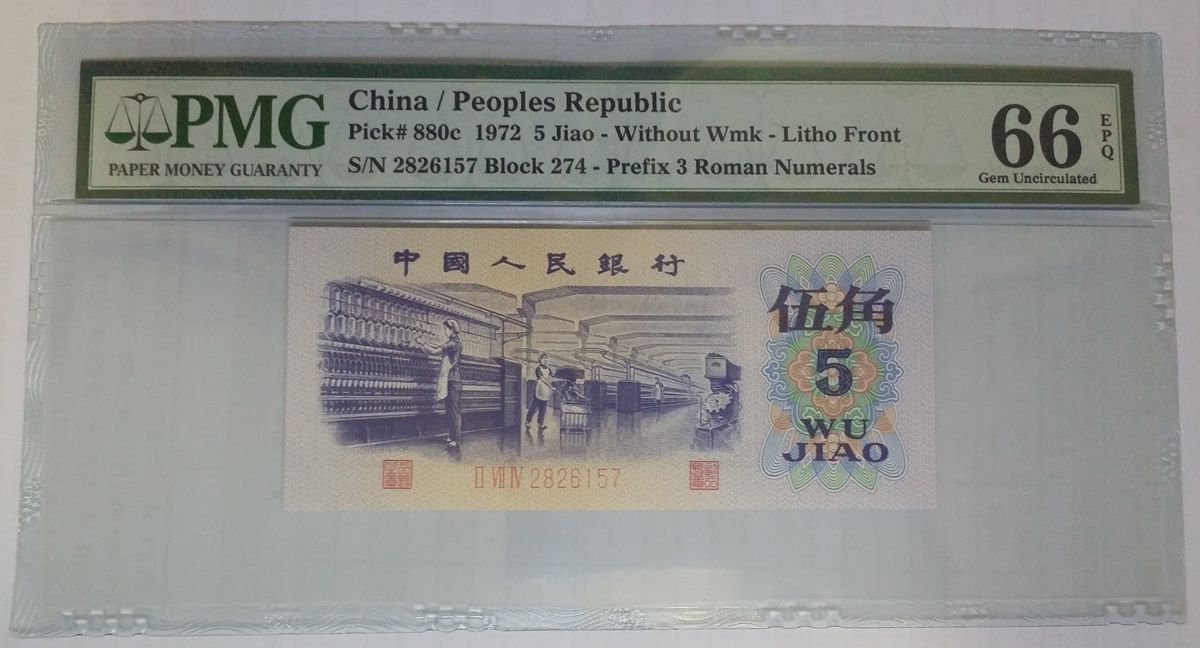 PMG
PAPER MONEY GUARANTY
China / Peoples Republic
Pick# 880c 1972 5 Jiao - Without Wmk - Litho Front
S/N 2826157 Block 274 - Prefix 3 Roman Numerals
66
EPQ
Gem Uncirculated
中國人民銀行
伍角
5
WU
JIAO
II VII IV 2826157